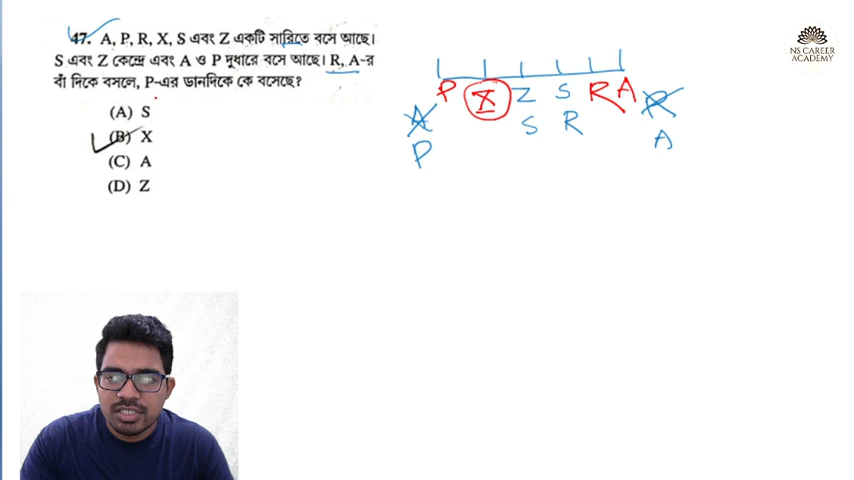 47. A, P, R, X, S এবং Z একটি সারিতে বসে আছে।
S এবং Z কেন্দ্রে এবং A ও P দুধারে বসে আছে। R, A-র
বাঁ দিকে বসলে, P-এর ডানদিকে কে বসেছে?
(A) S
(B) X
(C) A
(D) Z
P X Z S R A
A S R P
P A
NS CAREER
ACADEMY